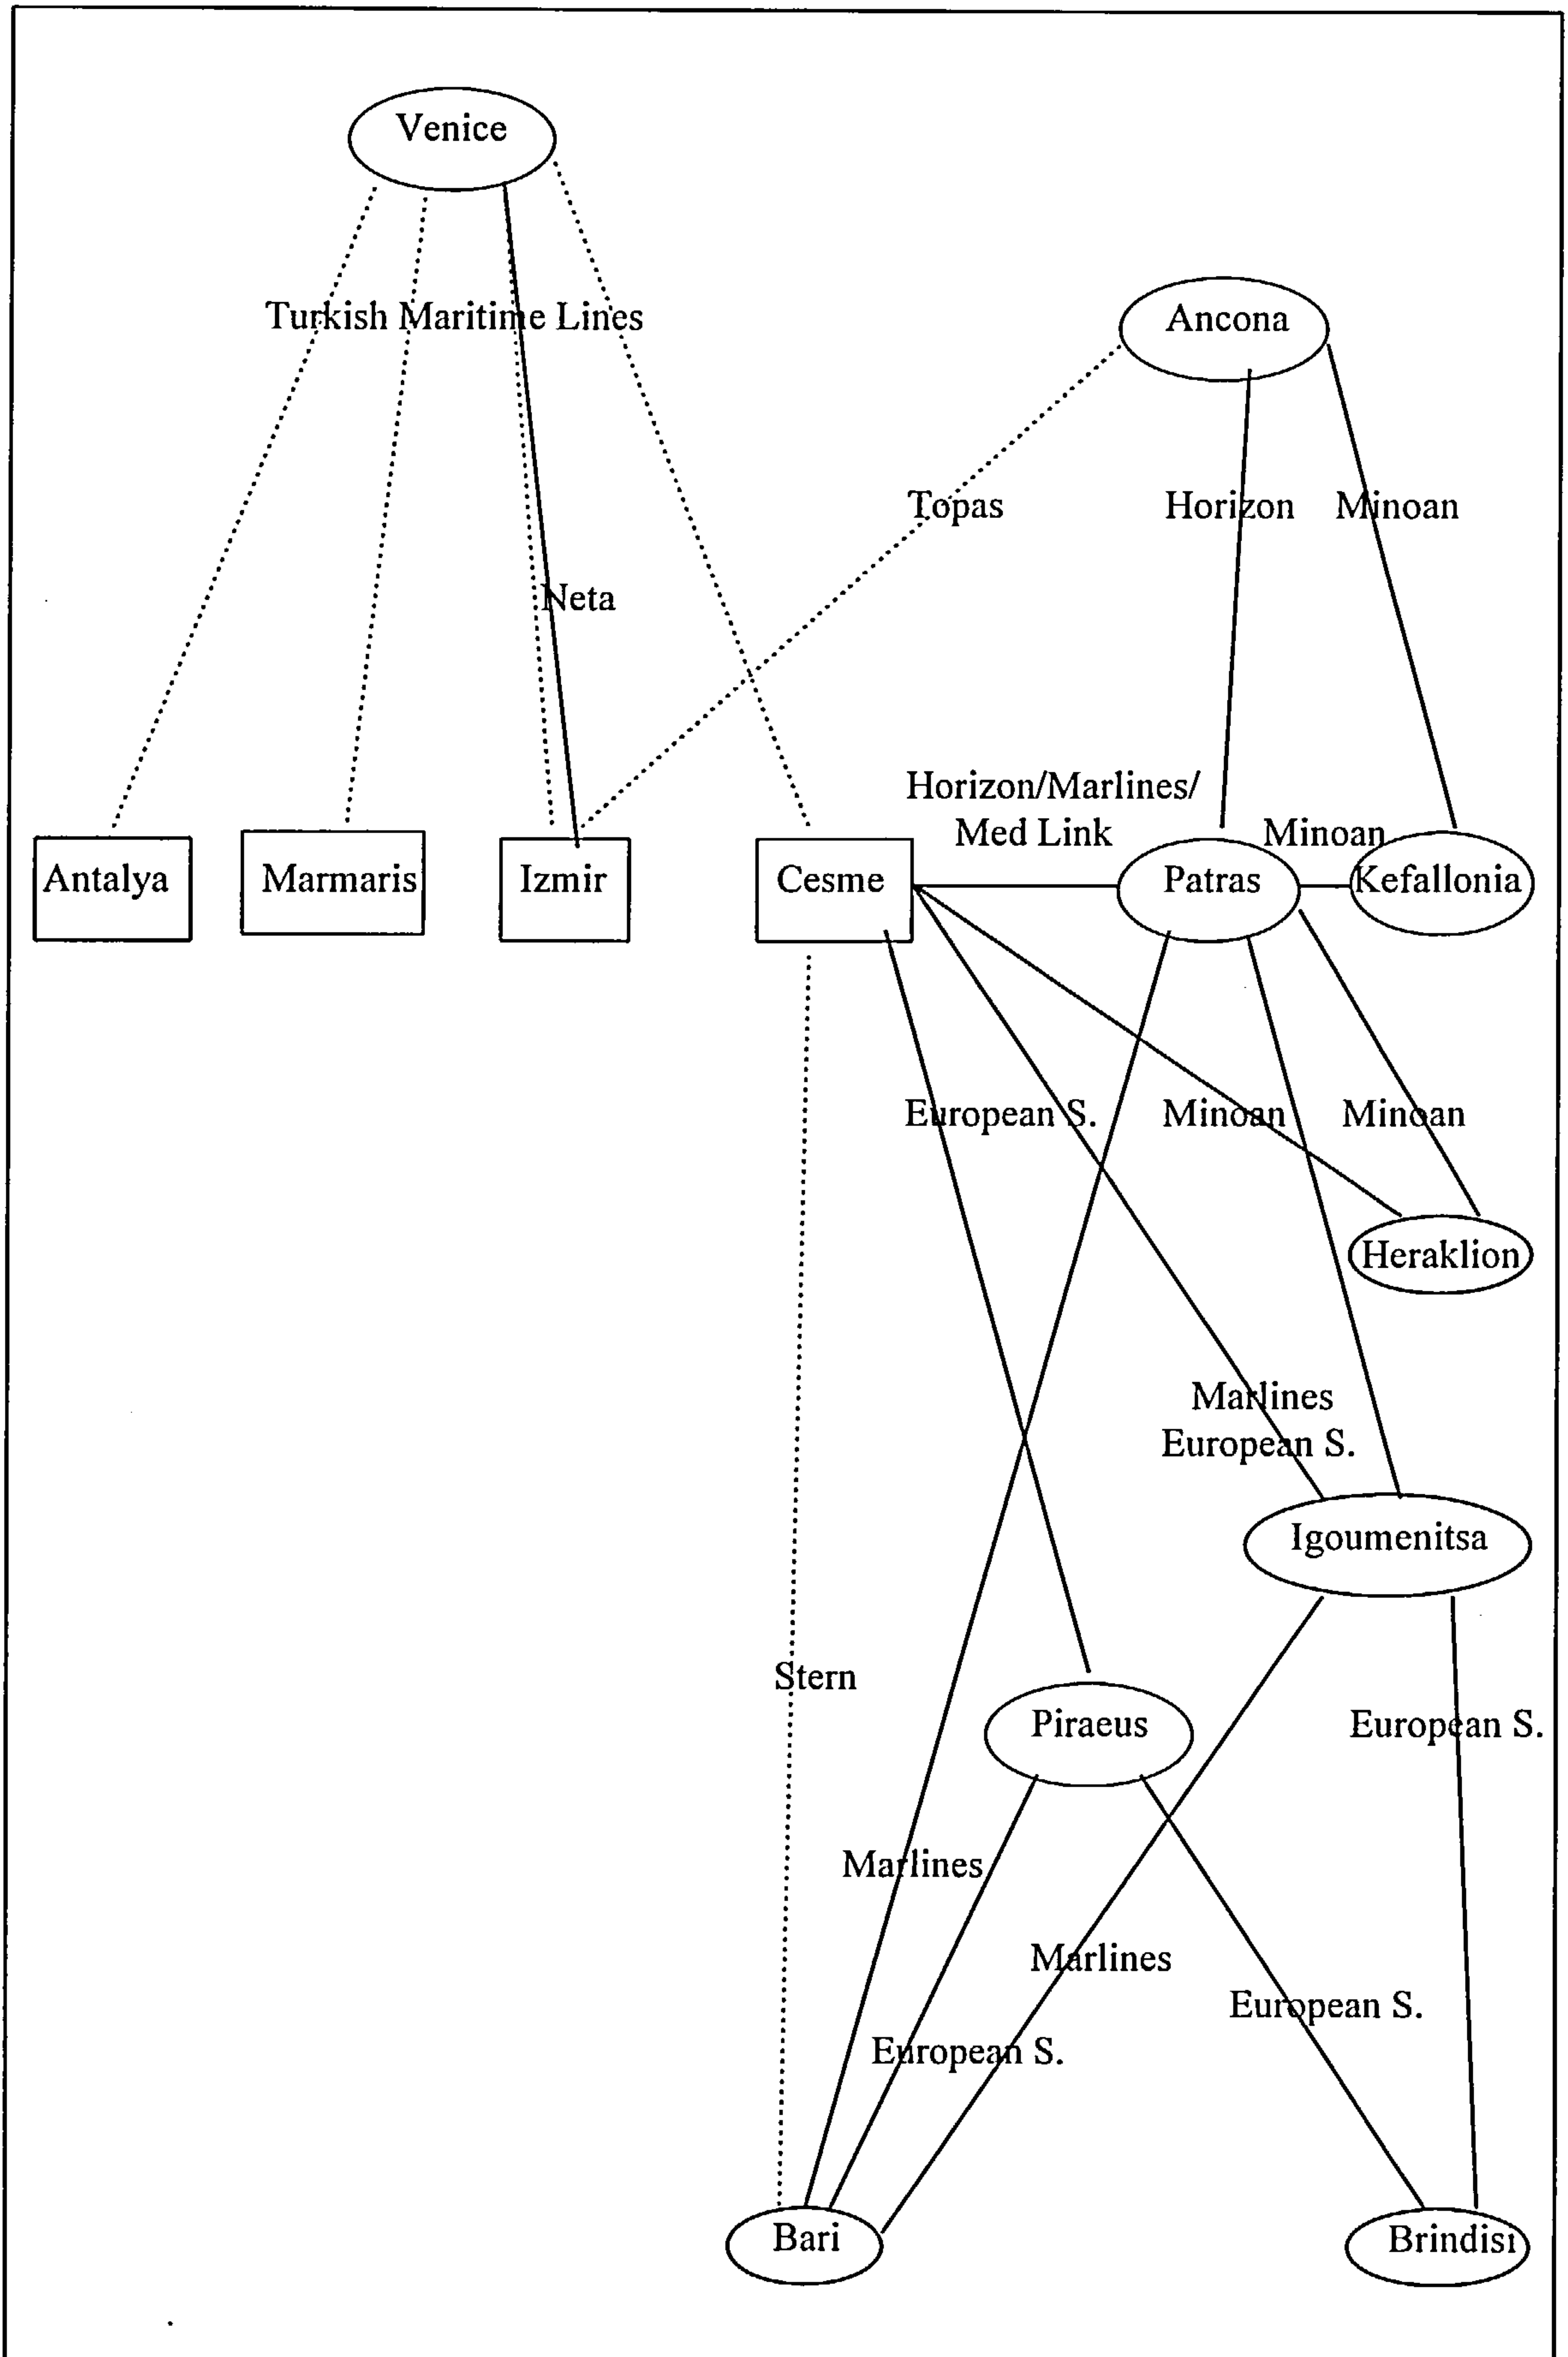 Venice
Turkish Maritime Lines
Ancona
Topas
Horizon
Minoan
Neta
Horizon/Marlines/
Med Link
Minoan
Antalya
Marmaris
Izmir
Cesme
Patras
Kefallonia
European S.
Minoan
Minoan
Heraklion
Marlines
European S.
Igoumenitsa
Stern
Piraeus
European S.
Marlines
Marlines
European S.
European S.
Bari
Brindisi